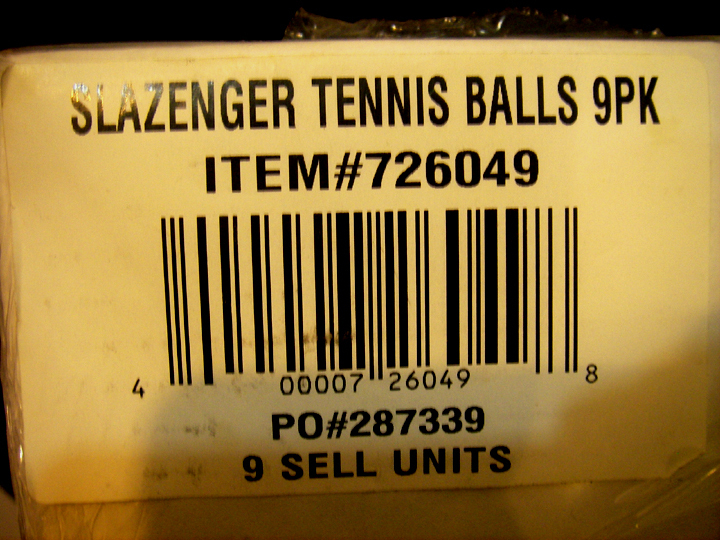 SLAZENGER TENNIS BALLS 9PK
ITEM#726049
4 00007 26049 8
PO#287339
9 SELL UNITS